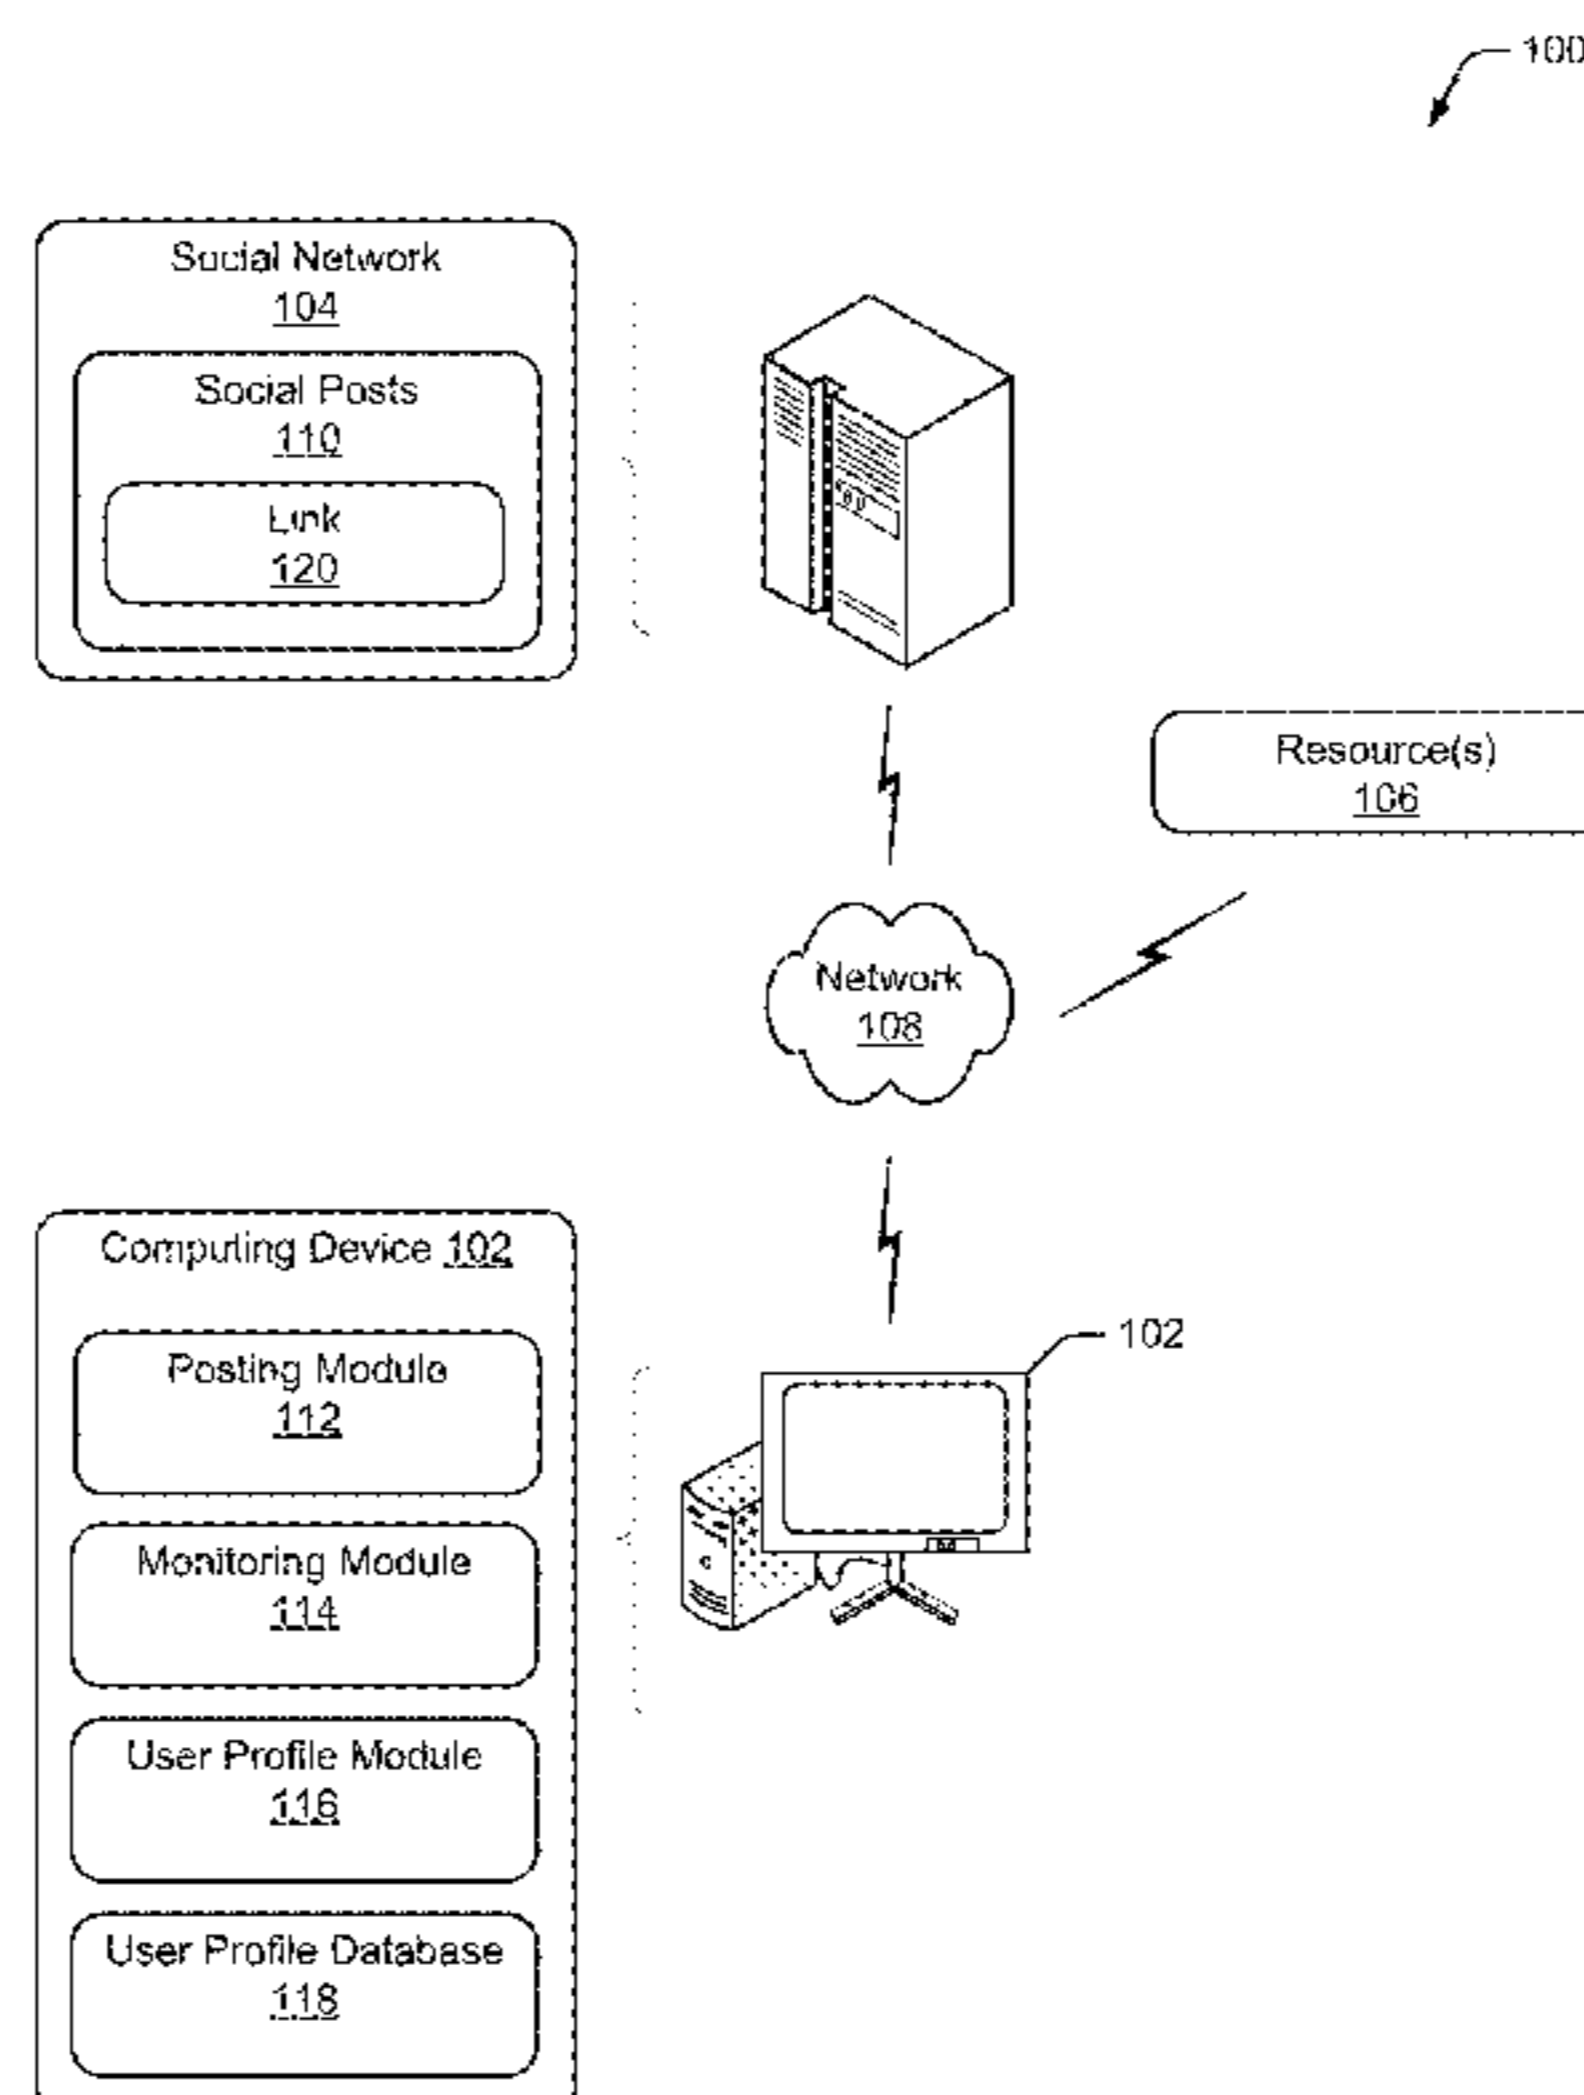 100
Social Network
104
Social Posts
110
Link
120
Resource(s)
106
Network
108
Computing Device 102
102
Posting Module
112
Monitoring Module
114
User Profile Module
116
User Profile Database
118